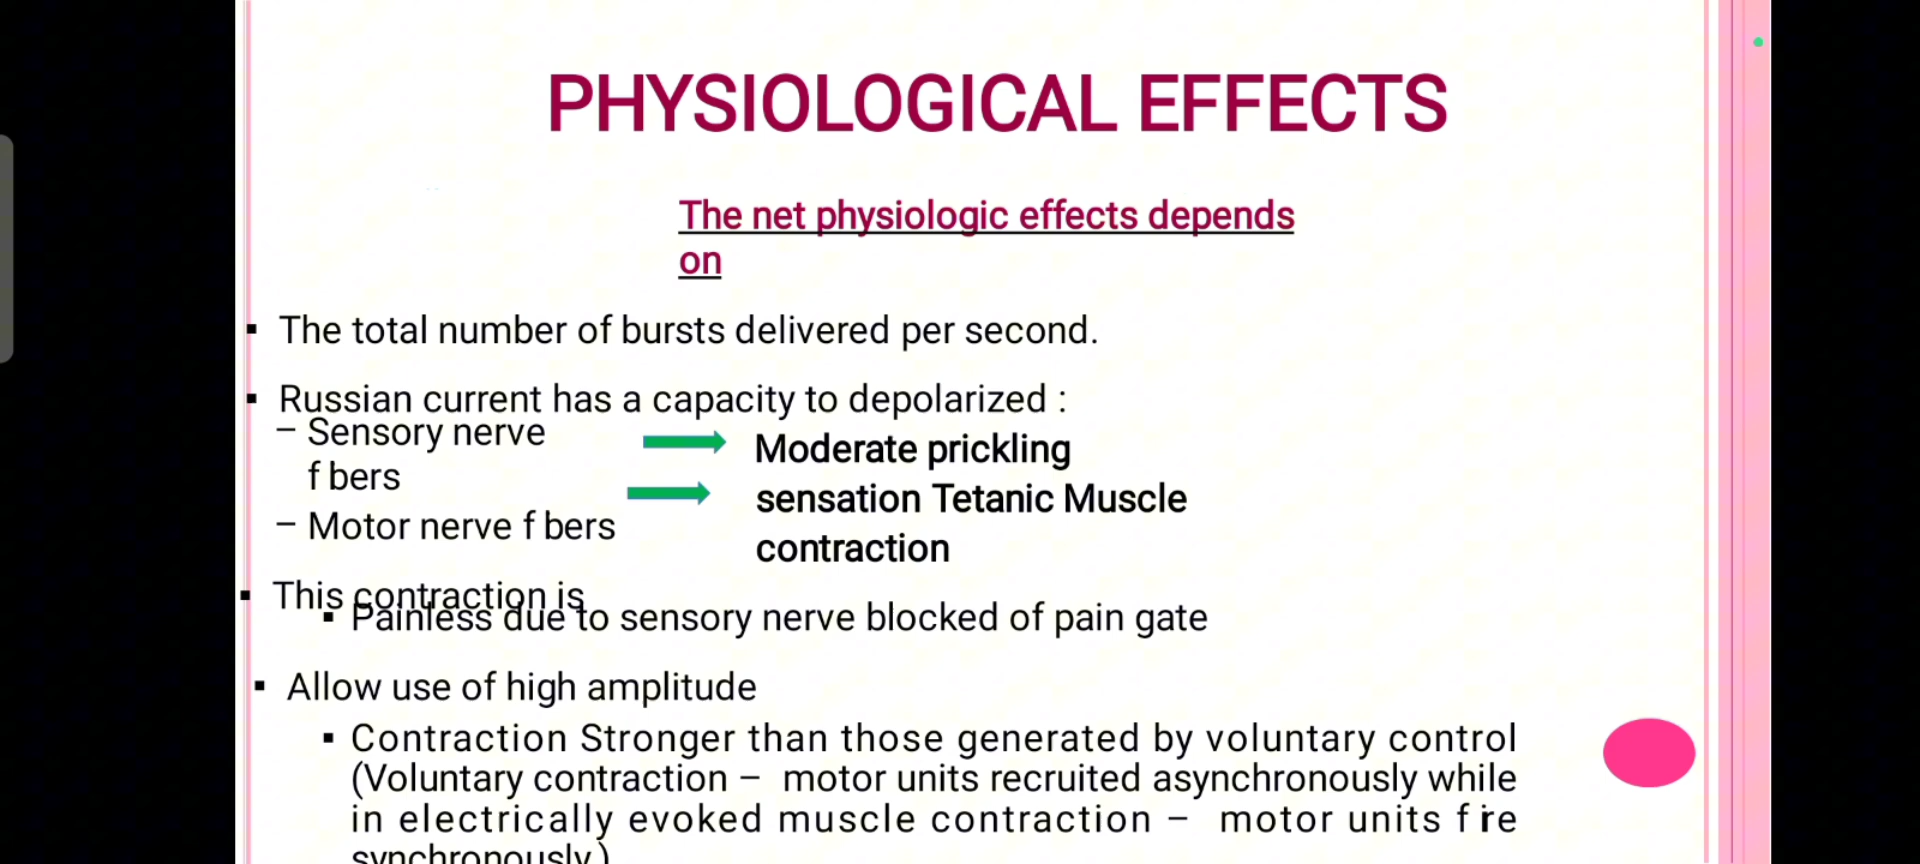 PHYSIOLOGICAL EFFECTS
The net physiologic effects depends
on
▪ The total number of bursts delivered per second.
▪ Russian current has a capacity to depolarized :
– Sensory nerve
f bers
– Motor nerve f bers
Moderate prickling
sensation Tetanic Muscle
contraction
▪ This contraction is
▪ Painless due to sensory nerve blocked of pain gate
▪ Allow use of high amplitude
▪ Contraction Stronger than those generated by voluntary control
(Voluntary contraction – motor units recruited asynchronously while
in electrically evoked muscle contraction – motor units f ire
synchronously)